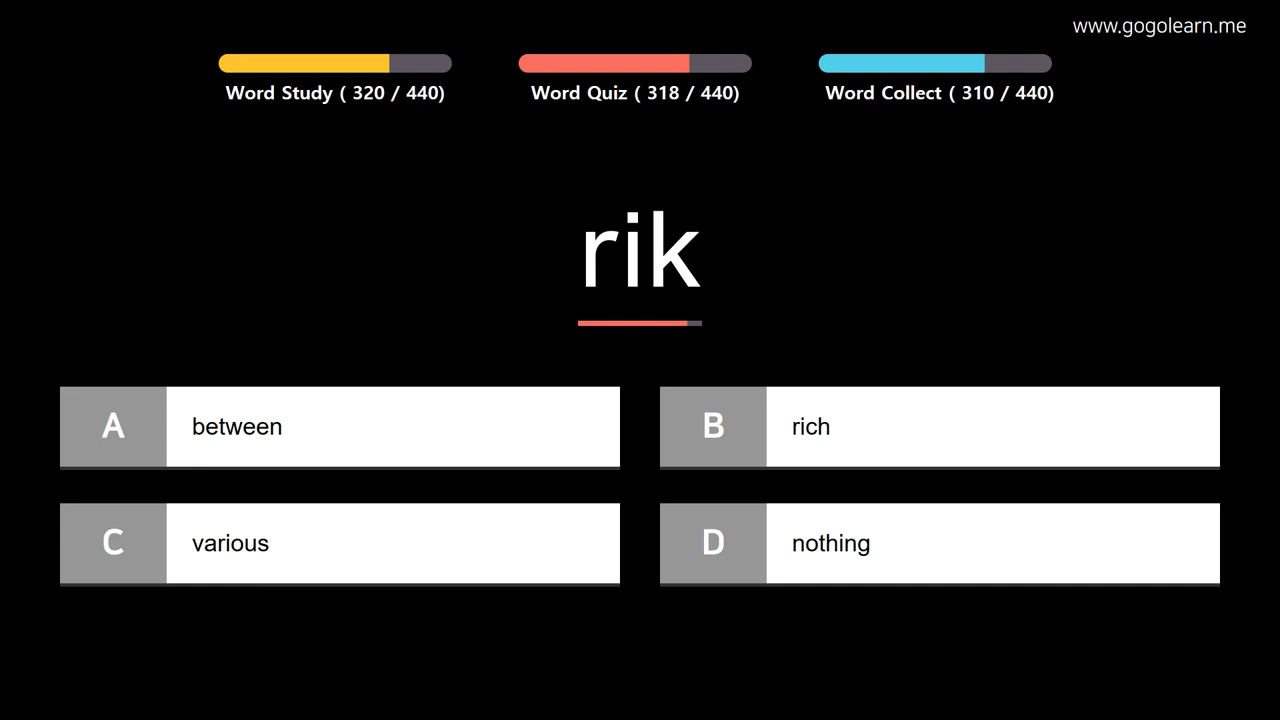 www.gogolearn.me
Word Study ( 320 / 440)
Word Quiz ( 318 / 440)
Word Collect ( 310 / 440)
rik
A between
B rich
C various
D nothing